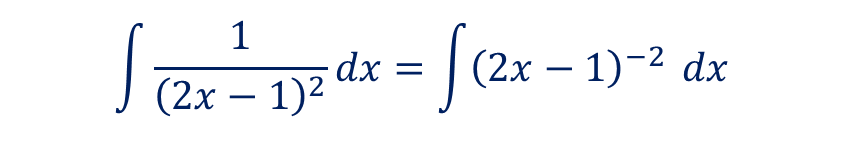 ∫ 1/(2x − 1)² dx = ∫ (2x − 1)⁻² dx